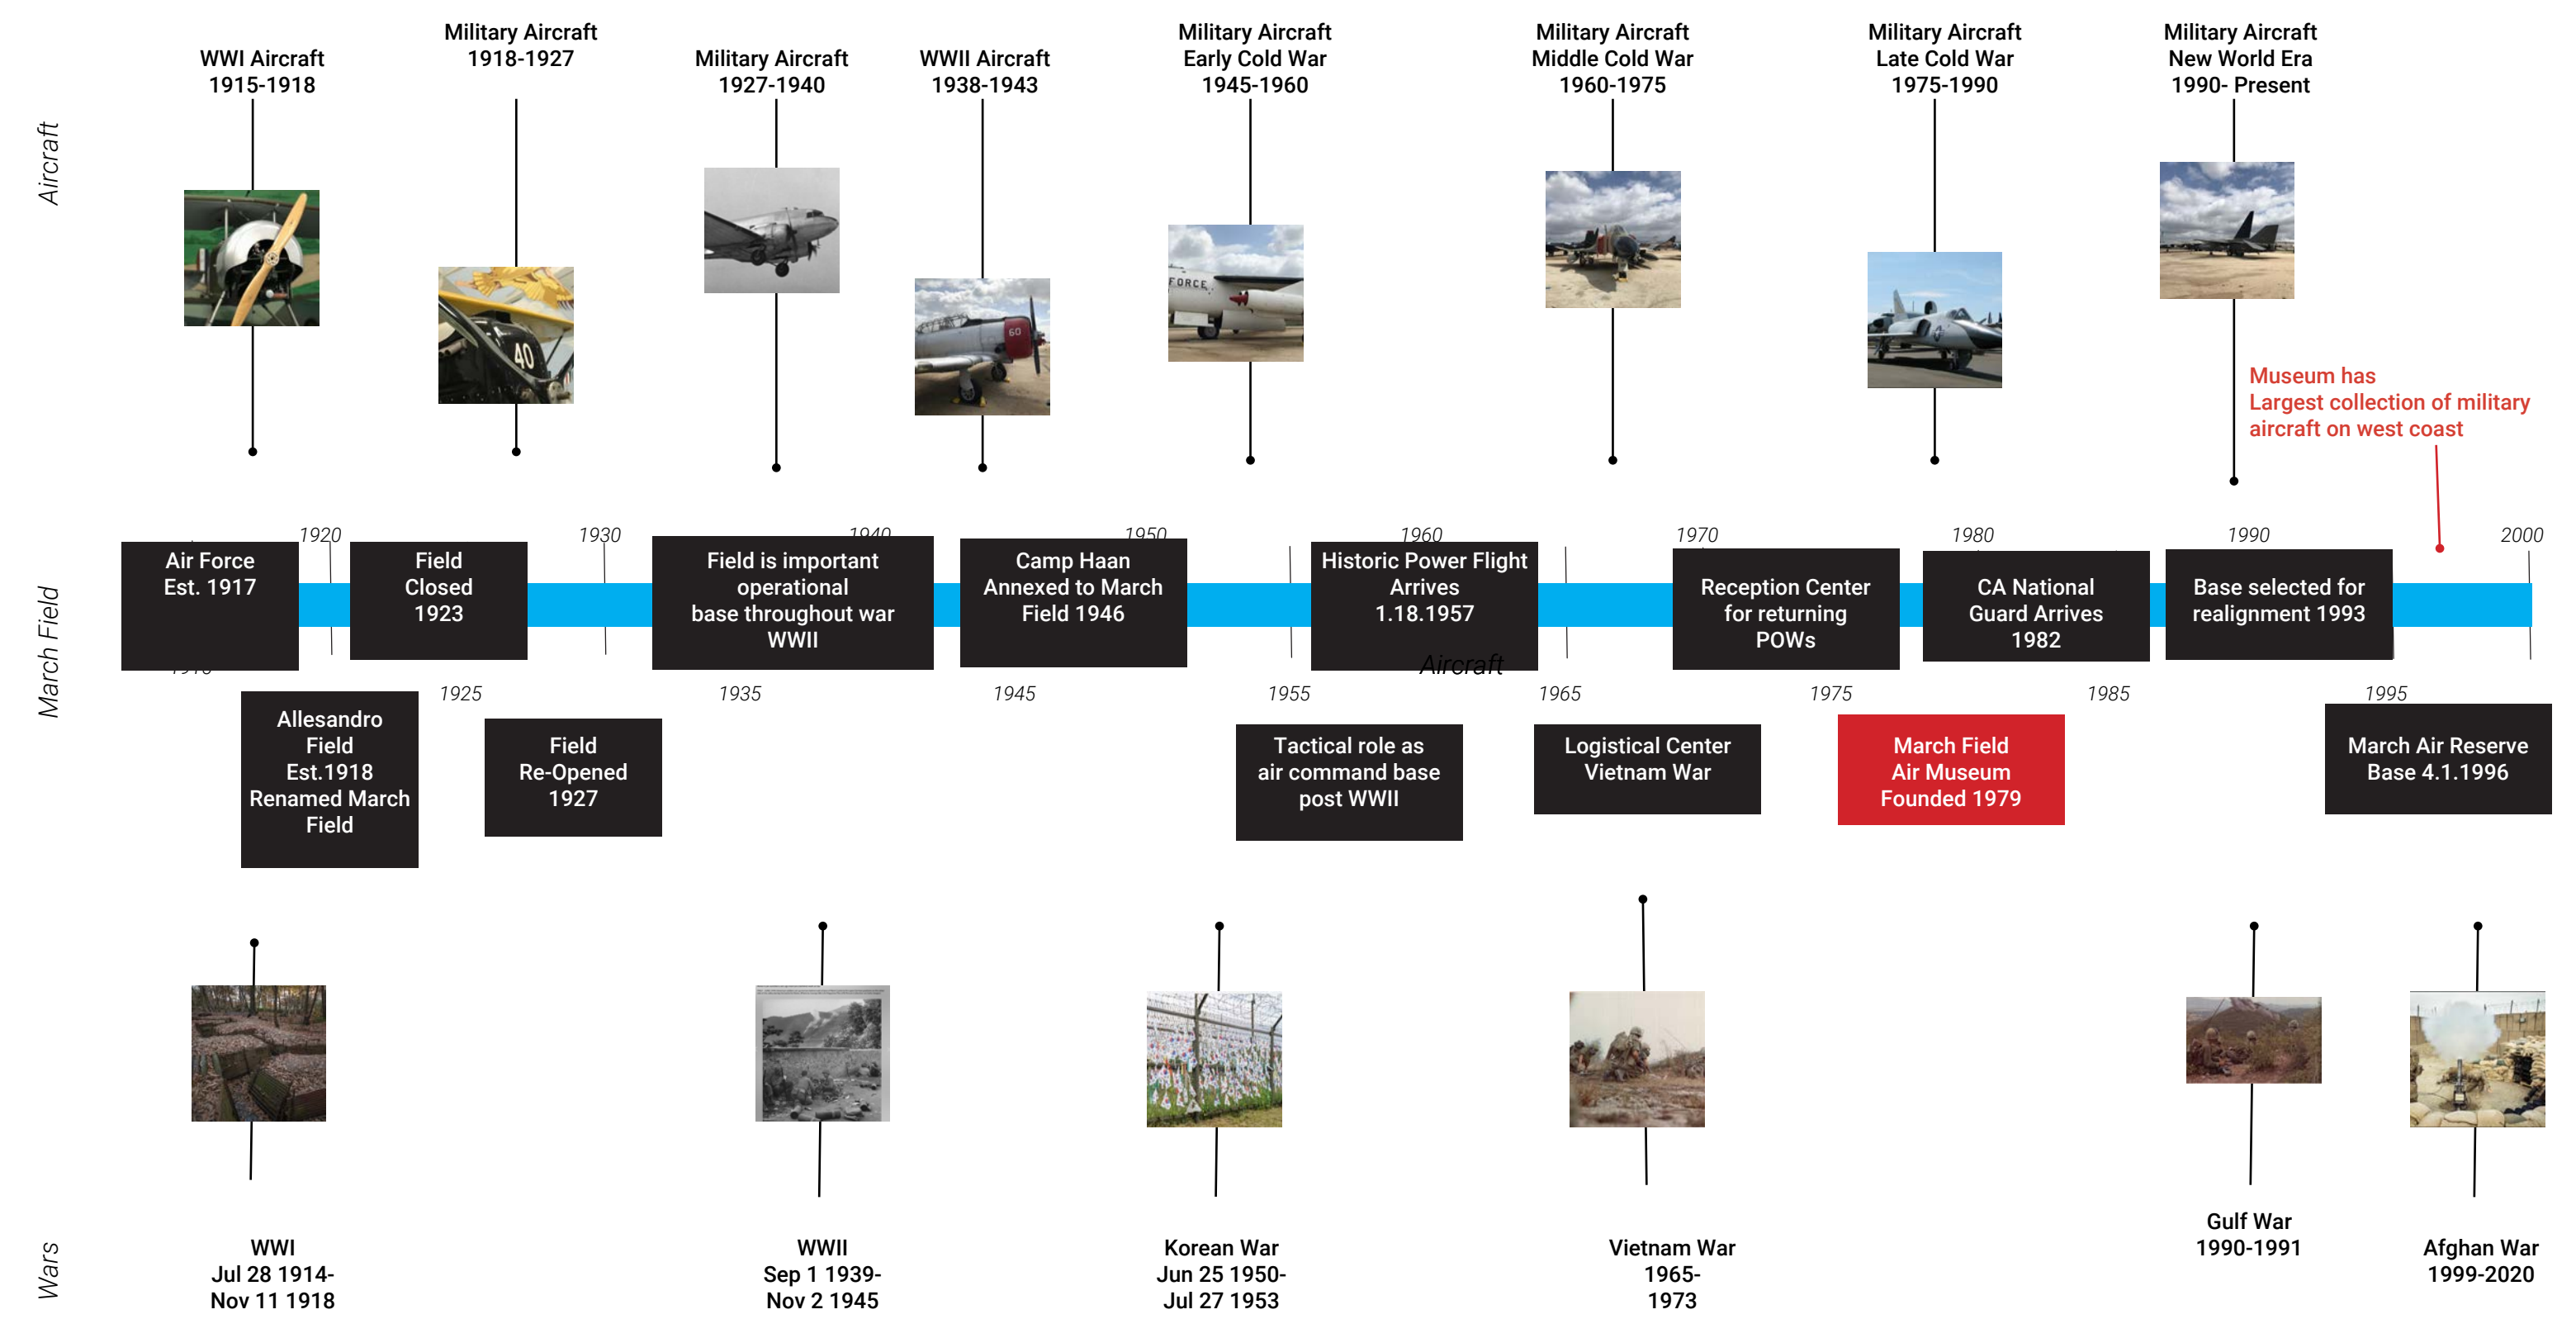 WWI Aircraft
1915-1918
Military Aircraft
1918-1927
Military Aircraft
1927-1940
WWII Aircraft
1938-1943
Military Aircraft
Early Cold War
1945-1960
Military Aircraft
Middle Cold War
1960-1975
Military Aircraft
Late Cold War
1975-1990
Military Aircraft
New World Era
1990- Present
Aircraft
40
60
FORCE
Museum has
Largest collection of military
aircraft on west coast
1920
1930
1940
1950
1960
1970
1980
1990
2000
March Field
Air Force
Est. 1917
Field
Closed
1923
Field is important
operational
base throughout war
WWII
Camp Haan
Annexed to March
Field 1946
Historic Power Flight
Arrives
1.18.1957
Reception Center
for returning
POWs
CA National
Guard Arrives
1982
Base selected for
realignment 1993
Aircraft
1925
1935
1945
1955
1965
1975
1985
1995
Allesandro
Field
Est.1918
Renamed March
Field
Field
Re-Opened
1927
Tactical role as
air command base
post WWII
Logistical Center
Vietnam War
March Field
Air Museum
Founded 1979
March Air Reserve
Base 4.1.1996
Wars
WWI
Jul 28 1914-
Nov 11 1918
WWII
Sep 1 1939-
Nov 2 1945
Korean War
Jun 25 1950-
Jul 27 1953
Vietnam War
1965-
1973
Gulf War
1990-1991
Afghan War
1999-2020